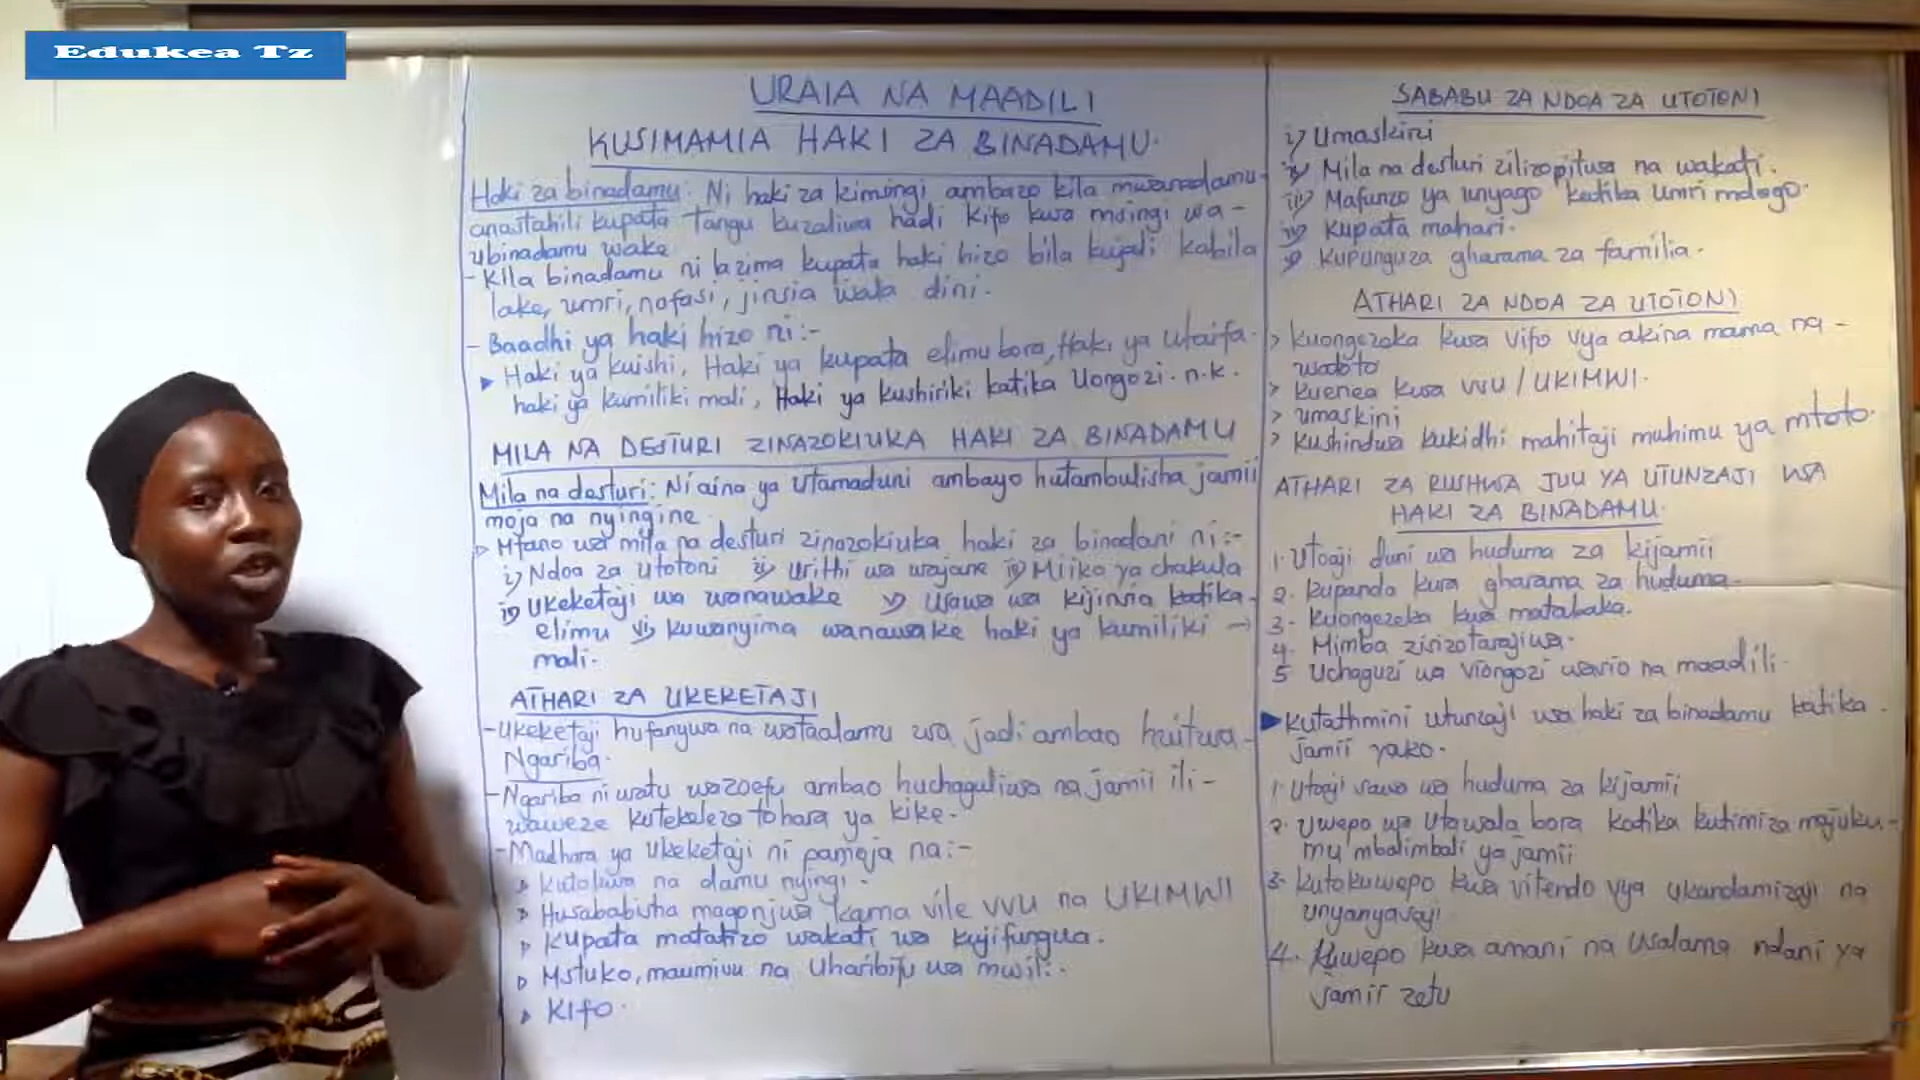 Edukea Tz
URAIA NA MAADILI
KUSIMAMIA HAKI ZA BINADAMU.
Haki za binadamu: Ni haki za kimsingi ambazo kila mwanadamu
anastahili kupata tangu kuzaliwa hadi kifo kwa msingi wa-
ubinadamu wake
- Kila binadamu ni lazima kupata haki hizo bila kujali kabila
lake, umri, nafasi, jinsia wala dini.
- Baadhi ya haki hizo ni:-
Haki ya kuishi, Haki ya kupata elimu bora, Haki ya utaifa.
haki ya kumiliki mali, Haki ya kushiriki katika Uongozi. n.k.
MILA NA DESTURI ZINAZOKIUKA HAKI ZA BINADAMU
Mila na desturi: Ni aina ya utamaduni ambayo hutambulisha jamii
moja na nyingine
Mfano wa mila na desturi zinazokiuka haki za binadani ni:-
i) Ndoa za utotoni ii) Urithi wa wajane iii) Miiko ya chakula
iv) Ukeketaji wa wanawake v) Usawa wa kijinsia katika
elimu vi) kuwanyima wanawake haki ya kumiliki →
mali.
ATHARI ZA UKEKETAJI
- Ukeketaji hufanywa na wataalamu wa jadi ambao huitwa-
Ngariba.
- Ngariba ni watu wazoefu ambao huchaguliwa na jamii ili-
waweze kutekeleza tohara ya kike.
- Madhara ya ukeketaji ni pamoja na:-
Kutokwa na damu nyingi.
Husababisha magonjwa kama vile VVU na UKIMWI
Kupata matatizo wakati wa kujifungua.
Mstuko, maumivu na Uharibifu wa mwili.
Kifo.
SABABU ZA NDOA ZA UTOTONI
i) Umaskini
ii) Mila na desturi zilizopitwa na wakati.
iii) Mafunzo ya unyago katika umri mdogo.
iv) Kupata mahari.
v) Kupunguza gharama za familia.
ATHARI ZA NDOA ZA UTOTONI
> Kuongezeka kwa vifo vya akina mama na -
watoto
> Kuenea kwa VVU / UKIMWI.
> umaskini
> Kushindwa kukidhi mahitaji muhimu ya mtoto.
ATHARI ZA RUSHWA JUU YA UTUNZAJI WA
HAKI ZA BINADAMU.
1. Utoaji duni wa huduma za kijamii
2. Kupanda kwa gharama za huduma.
3. Kuongezeka kwa matabaka.
4. Mimba zisizotarajiwa.
5 Uchaguzi wa viongozi wasio na maadili.
Kutathmini utunzaji wa haki za binadamu katika
Jamii yako.
1. Utoaji sawa wa huduma za kijamii
2. Uwepo wa Utawala bora katika kutimiza majuku-
mu mbalimbali ya jamii
3. Kutokuwepo kwa vitendo vya ukandamizaji na
Unyanyasaji
4. Kuwepo kwa amani na Usalama ndani ya
Jamii zetu